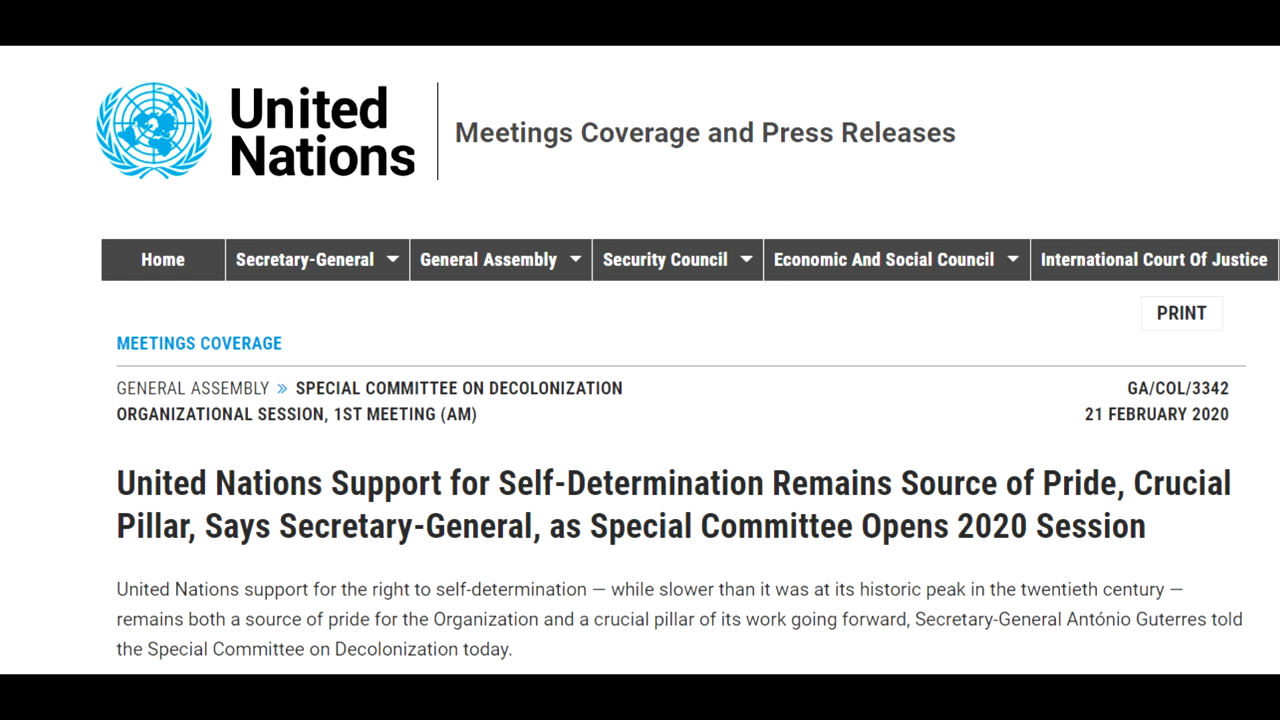 United
Nations
Meetings Coverage and Press Releases
Home Secretary-General General Assembly Security Council Economic And Social Council International Court Of Justice
PRINT
MEETINGS COVERAGE
GENERAL ASSEMBLY » SPECIAL COMMITTEE ON DECOLONIZATION GA/COL/3342
ORGANIZATIONAL SESSION, 1ST MEETING (AM) 21 FEBRUARY 2020
United Nations Support for Self-Determination Remains Source of Pride, Crucial
Pillar, Says Secretary-General, as Special Committee Opens 2020 Session
United Nations support for the right to self-determination — while slower than it was at its historic peak in the twentieth century —
remains both a source of pride for the Organization and a crucial pillar of its work going forward, Secretary-General António Guterres told
the Special Committee on Decolonization today.